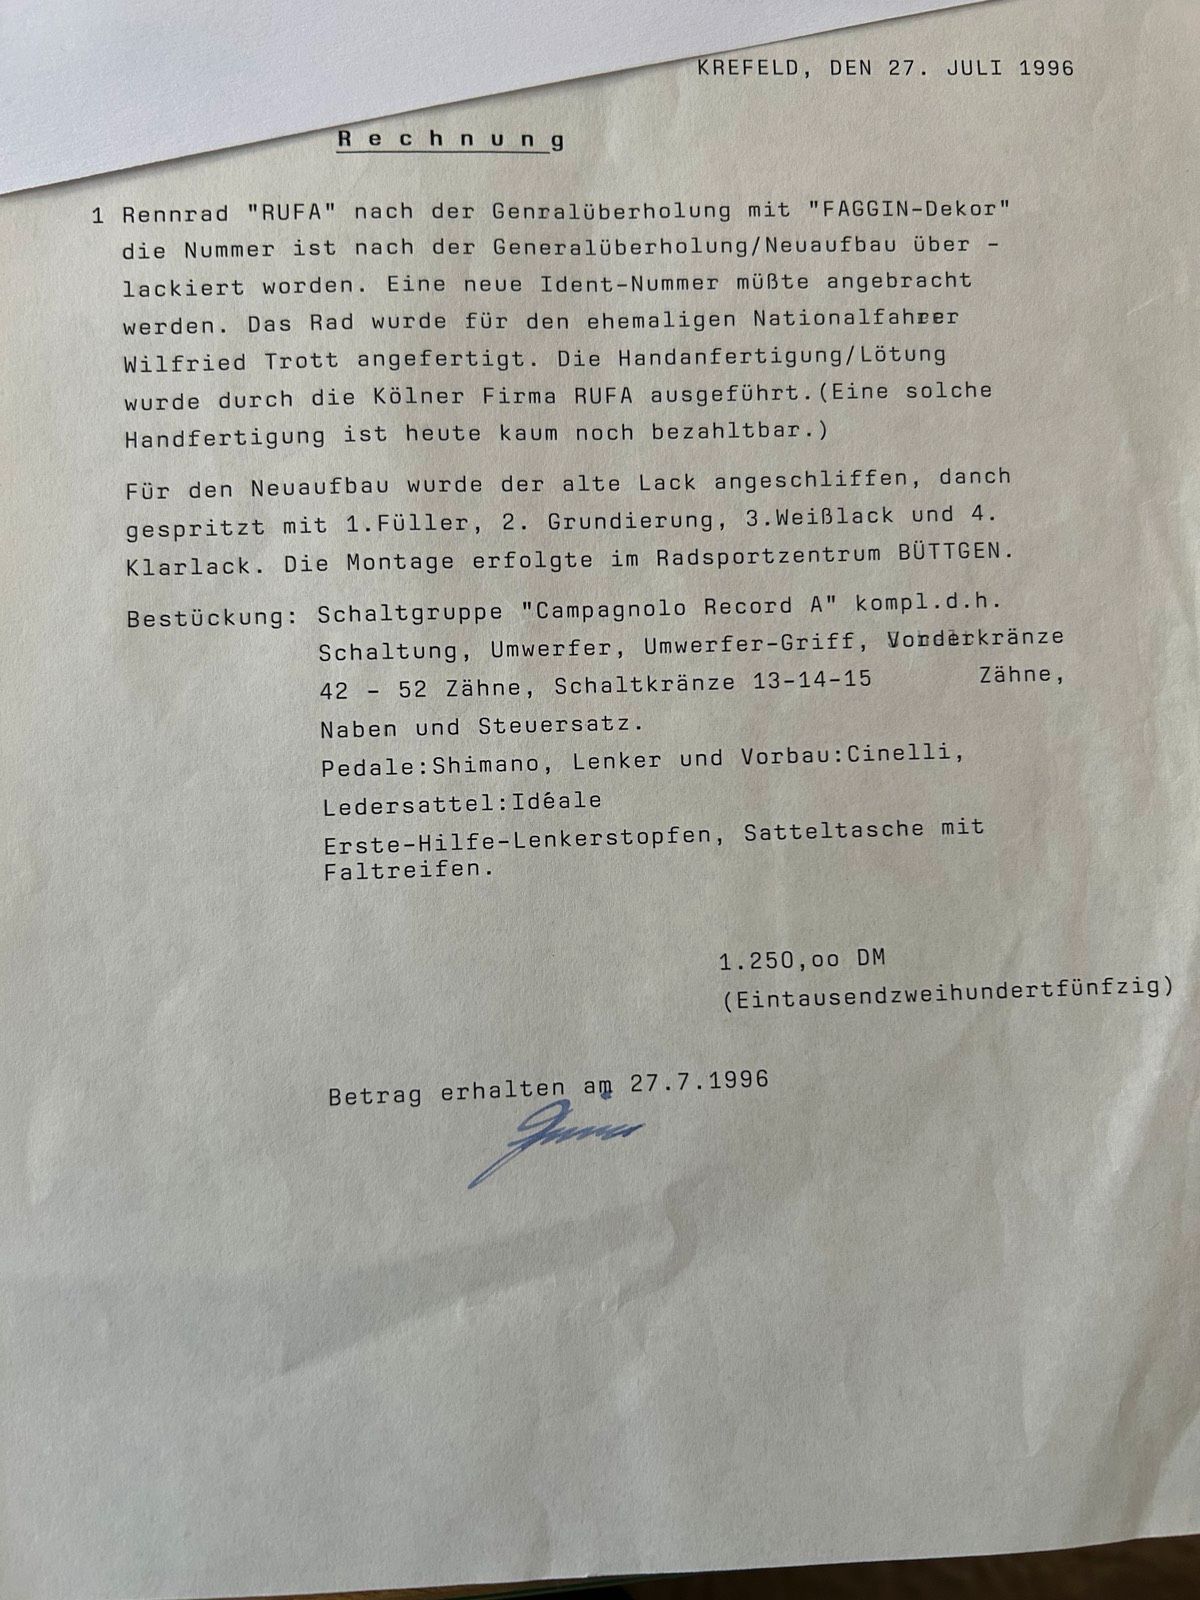 KREFELD, DEN 27. JULI 1996
Rechnung
1 Rennrad "RUFA" nach der Genralüberholung mit "FAGGIN-Dekor"
die Nummer ist nach der Generalüberholung/Neuaufbau über -
lackiert worden. Eine neue Ident-Nummer müßte angebracht
werden. Das Rad wurde für den ehemaligen Nationalfahrer
Wilfried Trott angefertigt. Die Handanfertigung/Lötung
wurde durch die Kölner Firma RUFA ausgeführt.(Eine solche
Handfertigung ist heute kaum noch bezahltbar.)
Für den Neuaufbau wurde der alte Lack angeschliffen, danch
gespritzt mit 1.Füller, 2. Grundierung, 3.Weißlack und 4.
Klarlack. Die Montage erfolgte im Radsportzentrum BÜTTGEN.
Bestückung: Schaltgruppe "Campagnolo Record A" kompl.d.h.
Schaltung, Umwerfer, Umwerfer-Griff, Vorderkränze
42 - 52 Zähne, Schaltkränze 13-14-15 Zähne,
Naben und Steuersatz.
Pedale:Shimano, Lenker und Vorbau:Cinelli,
Ledersattel:Idéale
Erste-Hilfe-Lenkerstopfen, Satteltasche mit
Faltreifen.
1.250,oo DM
(Eintausendzweihundertfünfzig)
Betrag erhalten am 27.7.1996